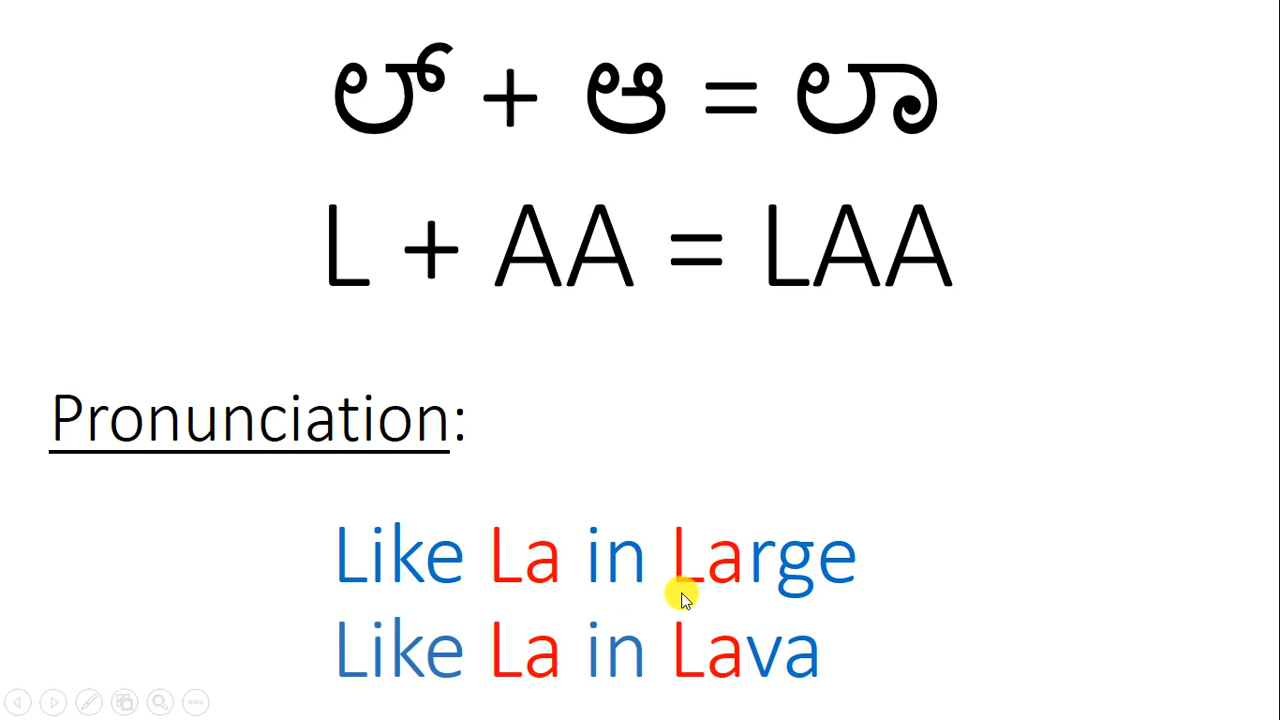 ಲ್ + ಆ = ಲಾ
L + AA = LAA
Pronunciation:
Like La in Large
Like La in Lava